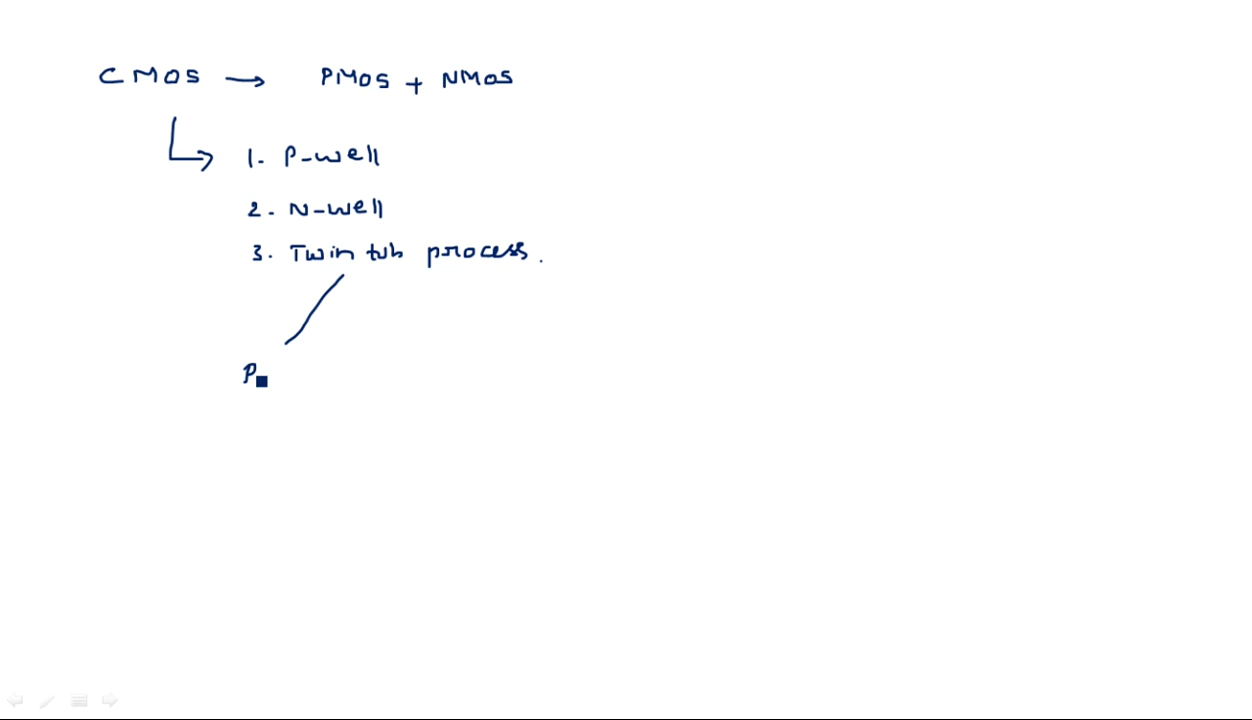 CMOS → PMOS + NMOS
1. P-well
2. N-well
3. Twin tub process.
P